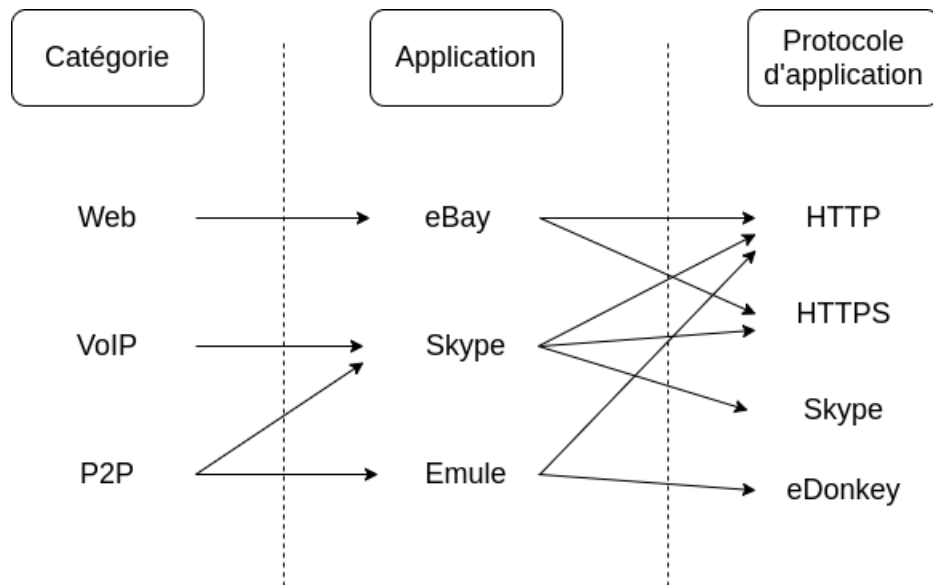 Catégorie
Application
Protocole
d'application
Web
eBay
HTTP
HTTPS
VoIP
Skype
Skype
P2P
Emule
eDonkey